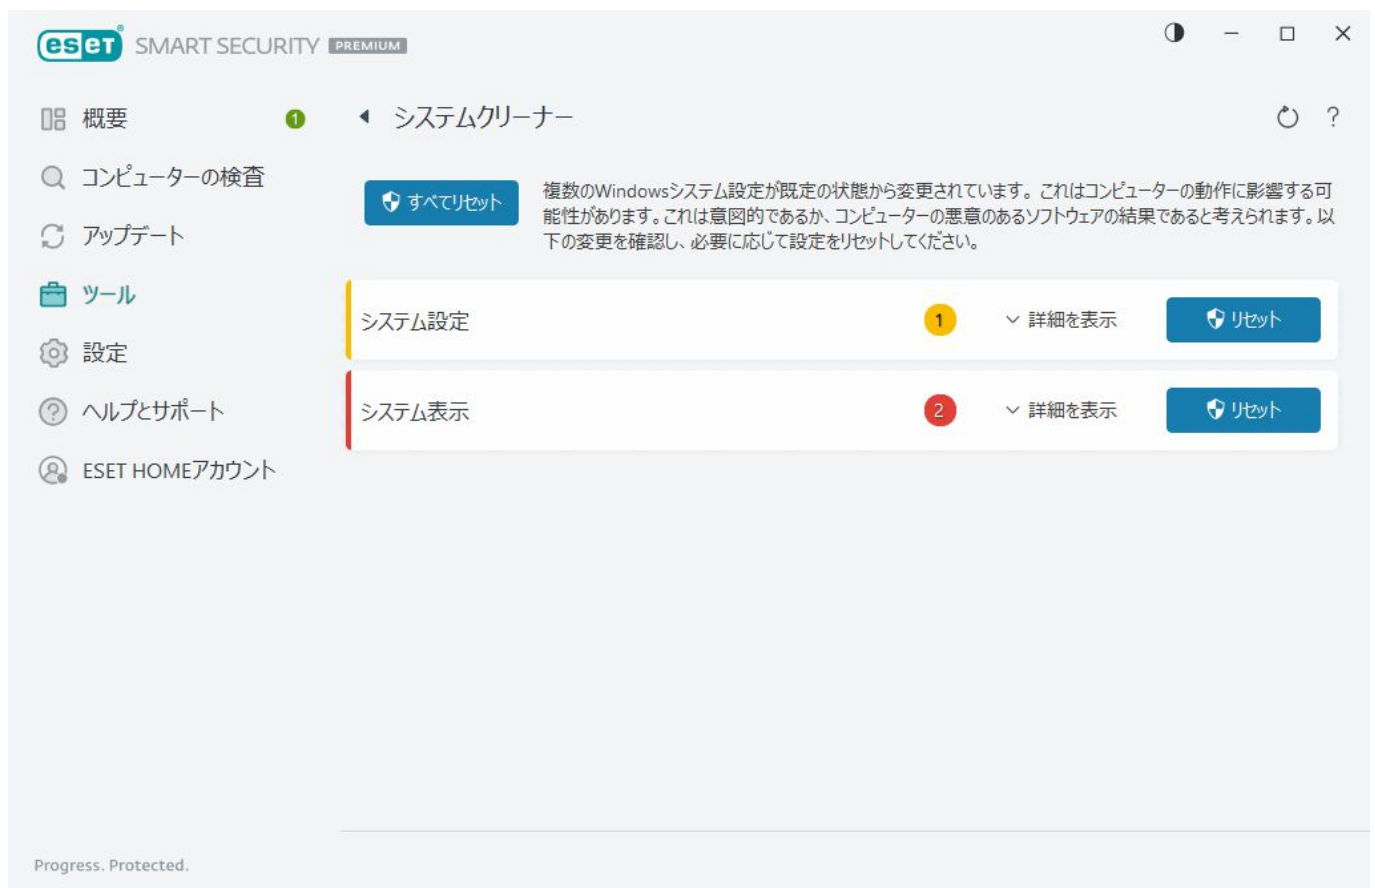 eset® SMART SECURITY PREMIUM
概要 1
コンピューターの検査
アップデート
ツール
設定
ヘルプとサポート
ESET HOMEアカウント
システムクリーナー ?
すべてリセット
複数のWindowsシステム設定が既定の状態から変更されています。これはコンピューターの動作に影響する可
能性があります。これは意図的であるか、コンピューターの悪意のあるソフトウェアの結果であると考えられます。以
下の変更を確認し、必要に応じて設定をリセットしてください。
システム設定 1 詳細を表示 リセット
システム表示 2 詳細を表示 リセット
Progress. Protected.